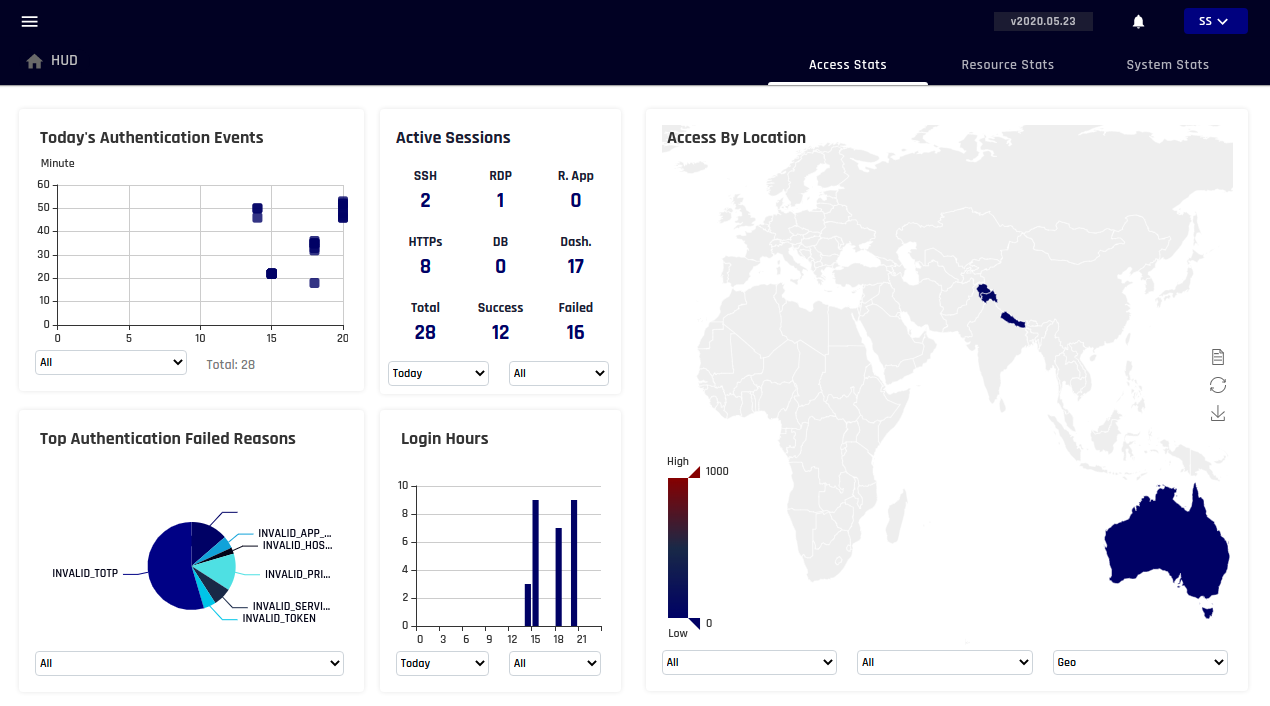 v2020.05.23
SS
HUD
Access Stats
Resource Stats
System Stats
Today's Authentication Events
Minute
60
50
40
30
20
10
0
0 5 10 15 20
All
Total: 28
Active Sessions
SSH RDP R. App
2 1 0
HTTPs DB Dash.
8 0 17
Total Success Failed
28 12 16
Today
All
Access By Location
High
1000
0
Low
All
All
Geo
Top Authentication Failed Reasons
INVALID_APP_...
INVALID_HOS...
INVALID_TOTP
INVALID_PRI...
INVALID_SERVI...
INVALID_TOKEN
All
Login Hours
10
8
6
4
2
0
0 3 6 9 12 15 18 21
Today
All